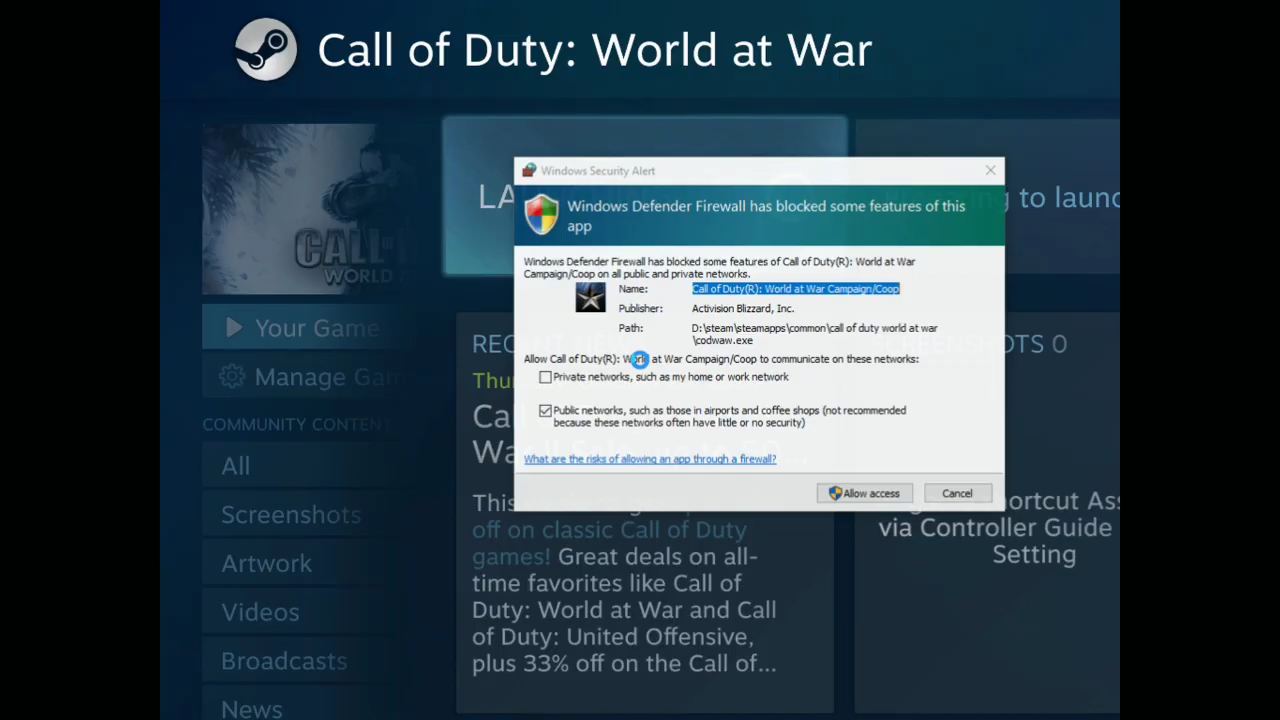 Call of Duty: World at War
Windows Security Alert
Windows Defender Firewall has blocked some features of this
app
Windows Defender Firewall has blocked some features of Call of Duty(R): World at War
Campaign/Coop on all public and private networks.
Name: Call of Duty(R): World at War Campaign/Coop
Publisher: Activision Blizzard, Inc.
Path: D:\steam\steamapps\common\call of duty world at war
\codwaw.exe
Allow Call of Duty(R): World at War Campaign/Coop to communicate on these networks:
Private networks, such as my home or work network
Public networks, such as those in airports and coffee shops (not recommended
because these networks often have little or no security)
What are the risks of allowing an app through a firewall?
Allow access
Cancel
LA
to launc
CALL OF
WORLD
Your Game
Manage Gam
COMMUNITY CONTEN
All
Screenshots
Artwork
Videos
Broadcasts
News
RECENT
Thu
Call
This
off on classic Call of Duty
games! Great deals on all-
time favorites like Call of
Duty: World at War and Call
of Duty: United Offensive,
plus 33% off on the Call of...
OTS 0
ortcut Ass
via Controller Guide
Setting